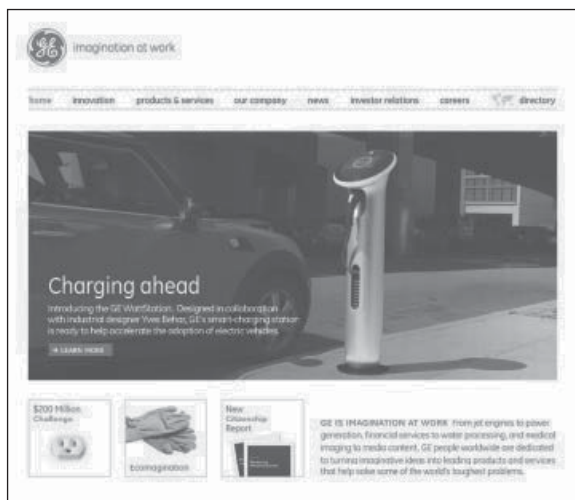 GE imagination at work
home innovation products & services our company news investor relations careers directory
Charging ahead
Introducing the GE WattStation. Designed in collaboration
with industrial designer Yves Behar, GE's smart-charging station
is ready to help accelerate the adoption of electric vehicles.
LEARN MORE
$200 Million
Challenge
Ecomagination
New
Citizenship
Report
GE IS IMAGINATION AT WORK From jet engines to power
generation, financial services to water processing, and medical
imaging to media content, GE people worldwide are dedicated
to turning imaginative ideas into leading products and services
that help solve some of the world's toughest problems.